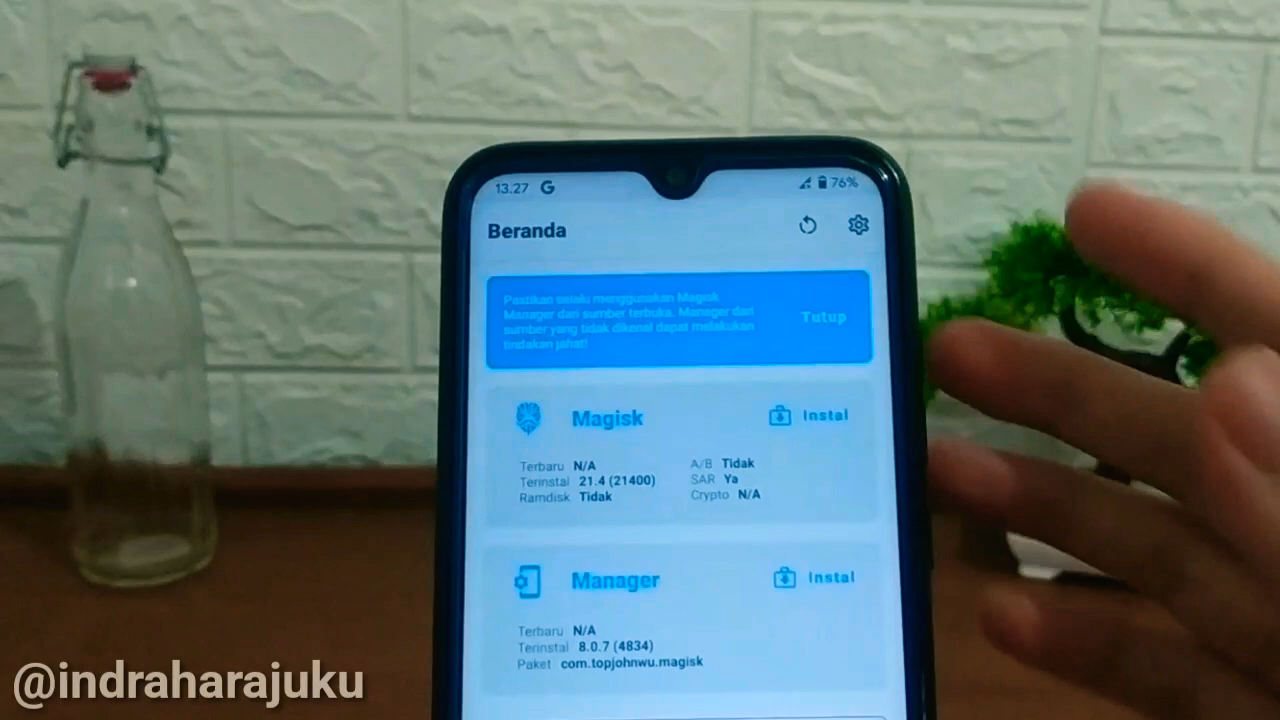 13.27 G 76%
Beranda
Pastikan selalu menggunakan Magisk
Manager dari sumber terbuka. Manager dari
sumber yang tidak dikenal dapat melakukan
tindakan jahat!
Tutup
Magisk Instal
Terbaru N/A
Terinstal 21.4 (21400)
Ramdisk Tidak
A/B Tidak
SAR Ya
Crypto N/A
Manager Instal
Terbaru N/A
Terinstal 8.0.7 (4834)
Paket com.topjohnwu.magisk
@indraharajuku